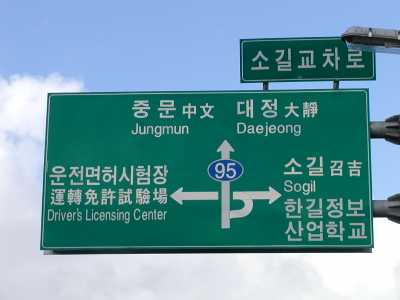 소길교차로
중문 中文 대정 大靜
Jungmun Daejeong
운전면허시험장
運轉免許試驗場
Driver's Licensing Center
95
소길 召吉
Sogil
한길정보
산업학교